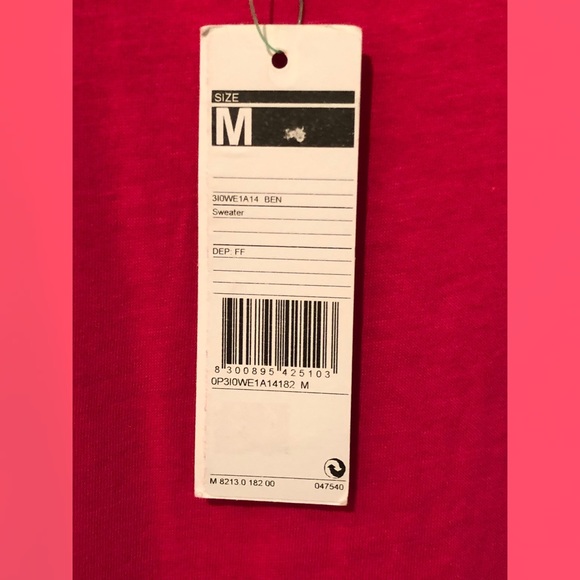 SIZE
M
3I0WE1A14 BEN
Sweater
DEP: FF
8 300895 425103
0P3I0WE1A14182 M
M 8213.0 182 00 047540